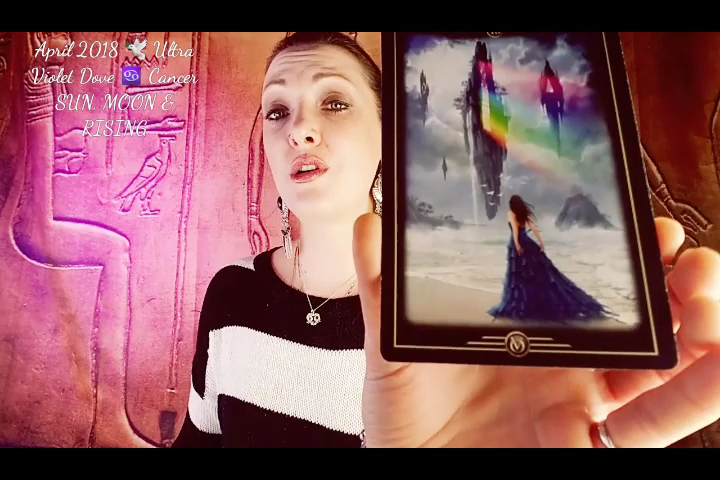 April 2018 🕊 Ultra
Violet Dove ♋ Cancer
SUN, MOON &
RISING